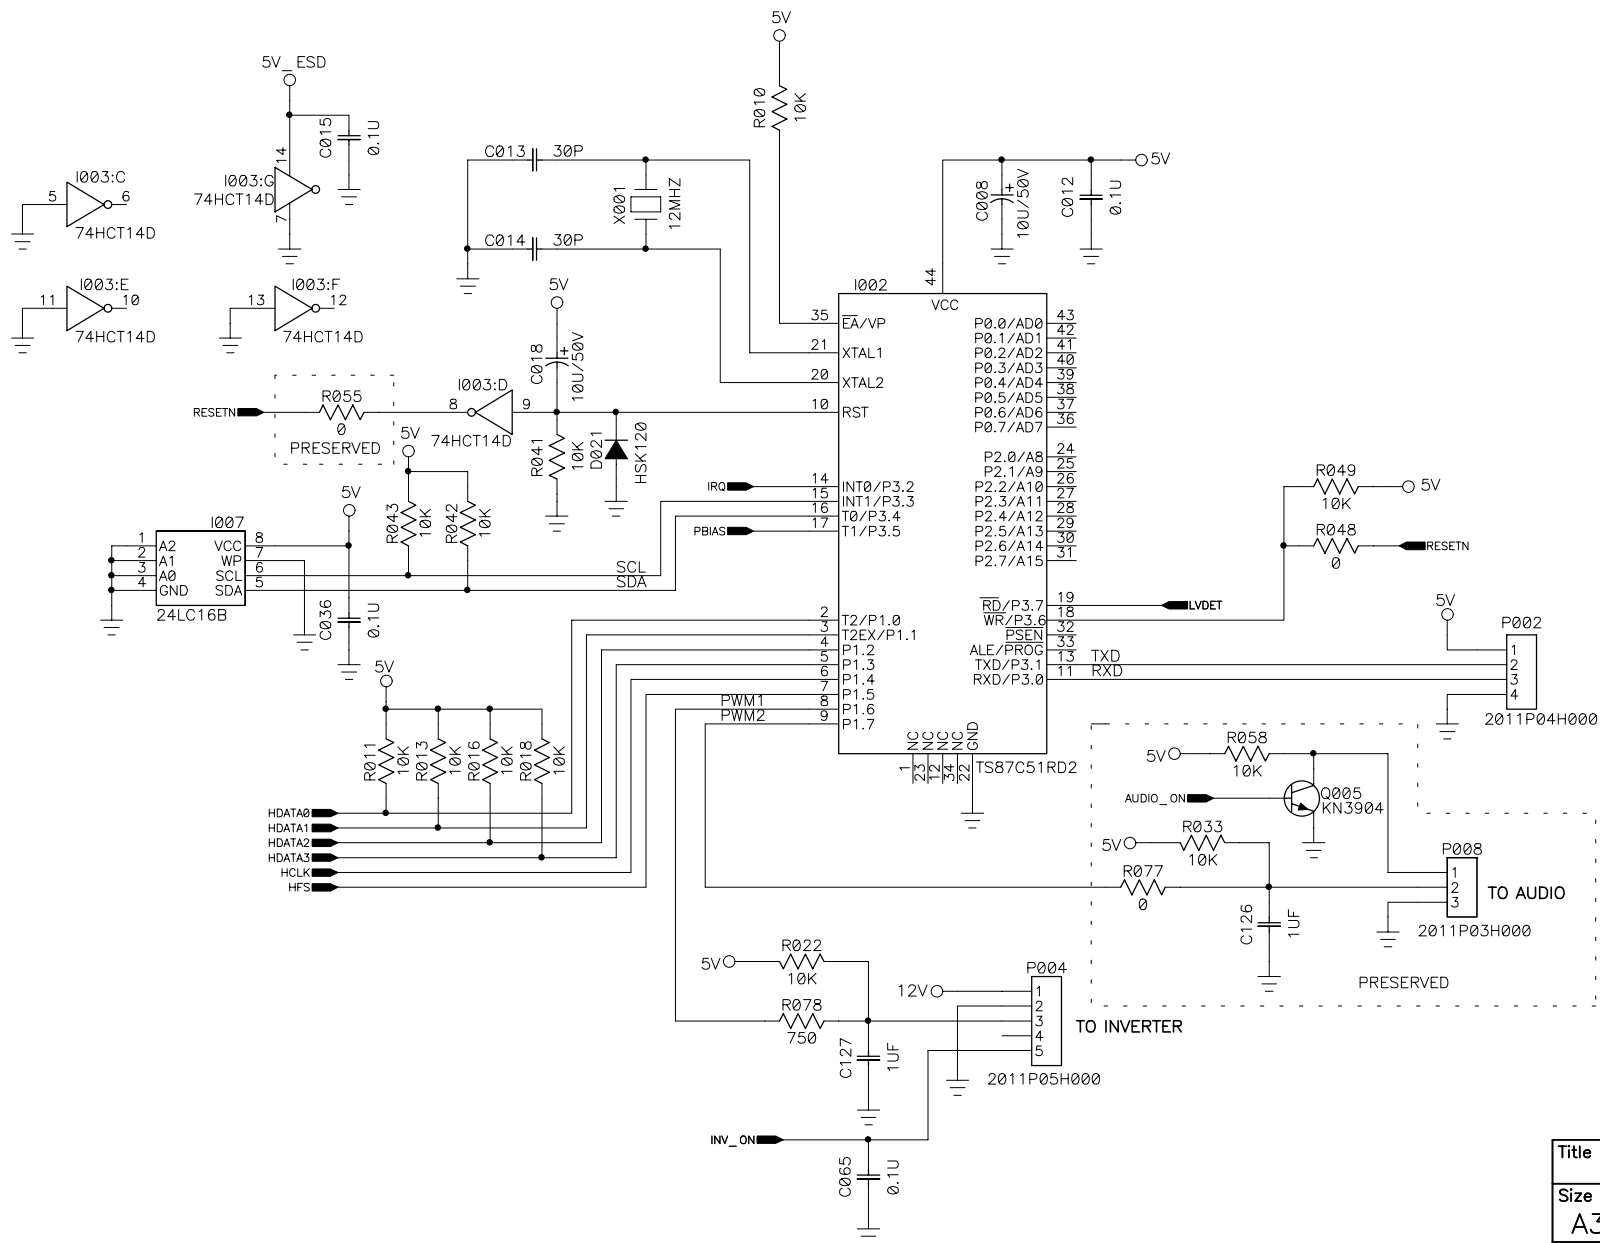 5V
R010
10K
5V_ESD
C015
0.1U
14
I003:G
74HCT14D
7
I003:C
5
6
74HCT14D
I003:E
11
10
74HCT14D
I003:F
13
12
74HCT14D
C013
30P
X001
12MHZ
C014
30P
5V
C008
10U/50V
+
C012
0.1U
5V
C018
10U/50V
+
I003:D
8
9
74HCT14D
R041
10K
D021
HSK120
RESETN
R055
0
PRESERVED
5V
R043
10K
R042
10K
IRQ
PBIAS
5V
I007
1 A2
2 A1
3 A0
4 GND
VCC 8
WP 7
SCL 6
SDA 5
24LC16B
C036
0.1U
SCL
SDA
I002
44
VCC
35 EA/VP
21 XTAL1
20 XTAL2
10 RST
14 INT0/P3.2
15 INT1/P3.3
16 T0/P3.4
17 T1/P3.5
2 T2/P1.0
3 T2EX/P1.1
4 P1.2
5 P1.3
6 P1.4
7 P1.5
8 P1.6
9 P1.7
P0.0/AD0 43
P0.1/AD1 42
P0.2/AD2 41
P0.3/AD3 40
P0.4/AD4 39
P0.5/AD5 38
P0.6/AD6 37
P0.7/AD7 36
P2.0/A8 24
P2.1/A9 25
P2.2/A10 26
P2.3/A11 27
P2.4/A12 28
P2.5/A13 29
P2.6/A14 30
P2.7/A15 31
RD/P3.7 19
WR/P3.6 18
PSEN 32
ALE/PROG 33
TXD/P3.1 13
RXD/P3.0 11
NC 1
NC 23
NC 12
NC 34
GND 22
TS87C51RD2
R049
10K
5V
R048
0
RESETN
LVDET
TXD
RXD
5V
P002
1
2
3
4
2011P04H000
5V
R011
10K
R013
10K
R016
10K
R018
10K
HDATA0
HDATA1
HDATA2
HDATA3
HCLK
HFS
PWM1
PWM2
5V
R058
10K
AUDIO_ON
Q005
KN3904
5V
R033
10K
R077
0
C126
1UF
P008
1
2
3
TO AUDIO
2011P03H000
PRESERVED
5V
R022
10K
R078
750
C127
1UF
12V
P004
1
2
3
4
5
TO INVERTER
2011P05H000
INV_ON
C065
0.1U
Title
Size
A3